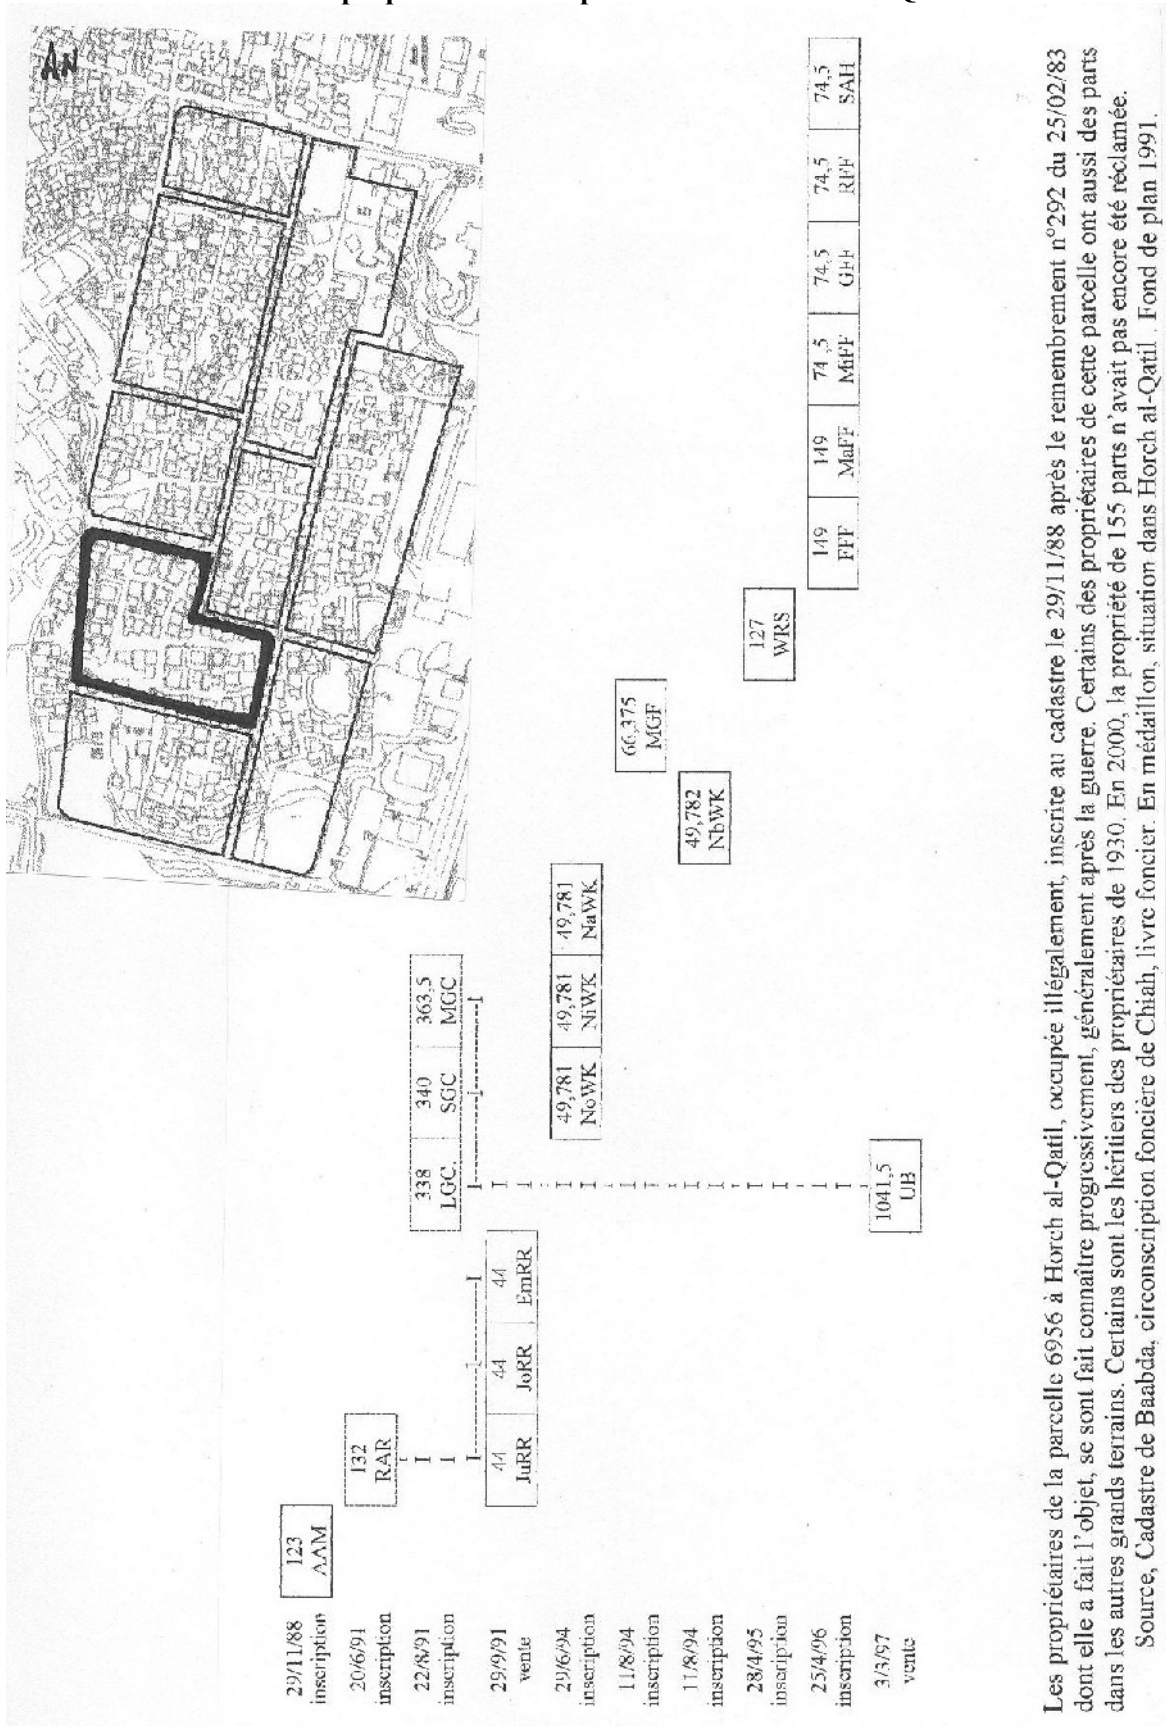 AN
29/11/88
inscription
123
AAM
20/6/91
inscription
132
RAR
22/8/91
inscription
338
LGC
340
SGC
363,5
MGC
29/9/91
vente
44
JuRR
44
JoRR
44
EmRR
29/6/94
inscription
49,781
NoWK
49,781
NiWK
49,781
NaWK
11/8/94
inscription
66,375
MGF
11/8/94
inscription
49,782
NbWK
28/4/95
inscription
127
WRS
25/4/96
inscription
149
FFF
149
MaFF
74,5
MiFF
74,5
GFF
74,5
RFF
74,5
SAH
3/3/97
vente
1041,5
UB
Les propriétaires de la parcelle 6956 à Horch al-Qatil, occupée illégalement, inscrite au cadastre le 29/11/88 après le remembrement n°292 du 25/02/83
dont elle a fait l'objet, se sont fait connaître progressivement, généralement après la guerre. Certains des propriétaires de cette parcelle ont aussi des parts
dans les autres grands terrains. Certains sont les héritiers des propriétaires de 1930. En 2000, la propriété de 155 parts n'avait pas encore été réclamée.
Source, Cadastre de Baabda, circonscription foncière de Chiah, livre foncier. En médaillon, situation dans Horch al-Qatil . Fond de plan 1991.